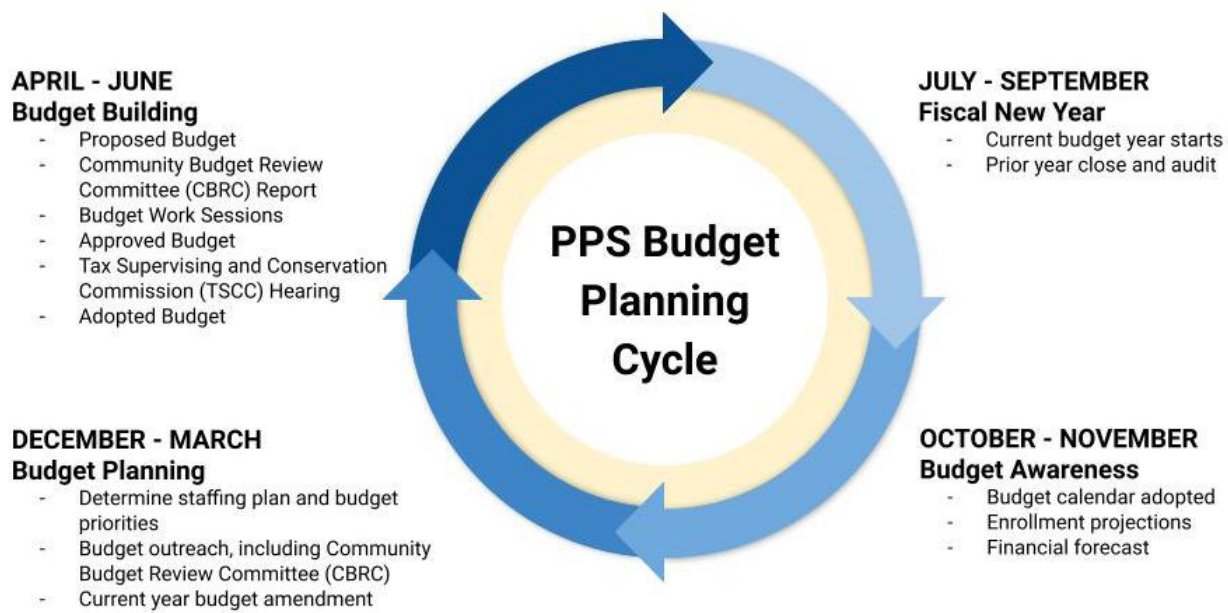 APRIL - JUNE
Budget Building
- Proposed Budget
- Community Budget Review
Committee (CBRC) Report
- Budget Work Sessions
- Approved Budget
- Tax Supervising and Conservation
Commission (TSCC) Hearing
- Adopted Budget
JULY - SEPTEMBER
Fiscal New Year
- Current budget year starts
- Prior year close and audit
PPS Budget
Planning
Cycle
DECEMBER - MARCH
Budget Planning
- Determine staffing plan and budget
priorities
- Budget outreach, including Community
Budget Review Committee (CBRC)
- Current year budget amendment
OCTOBER - NOVEMBER
Budget Awareness
- Budget calendar adopted
- Enrollment projections
- Financial forecast